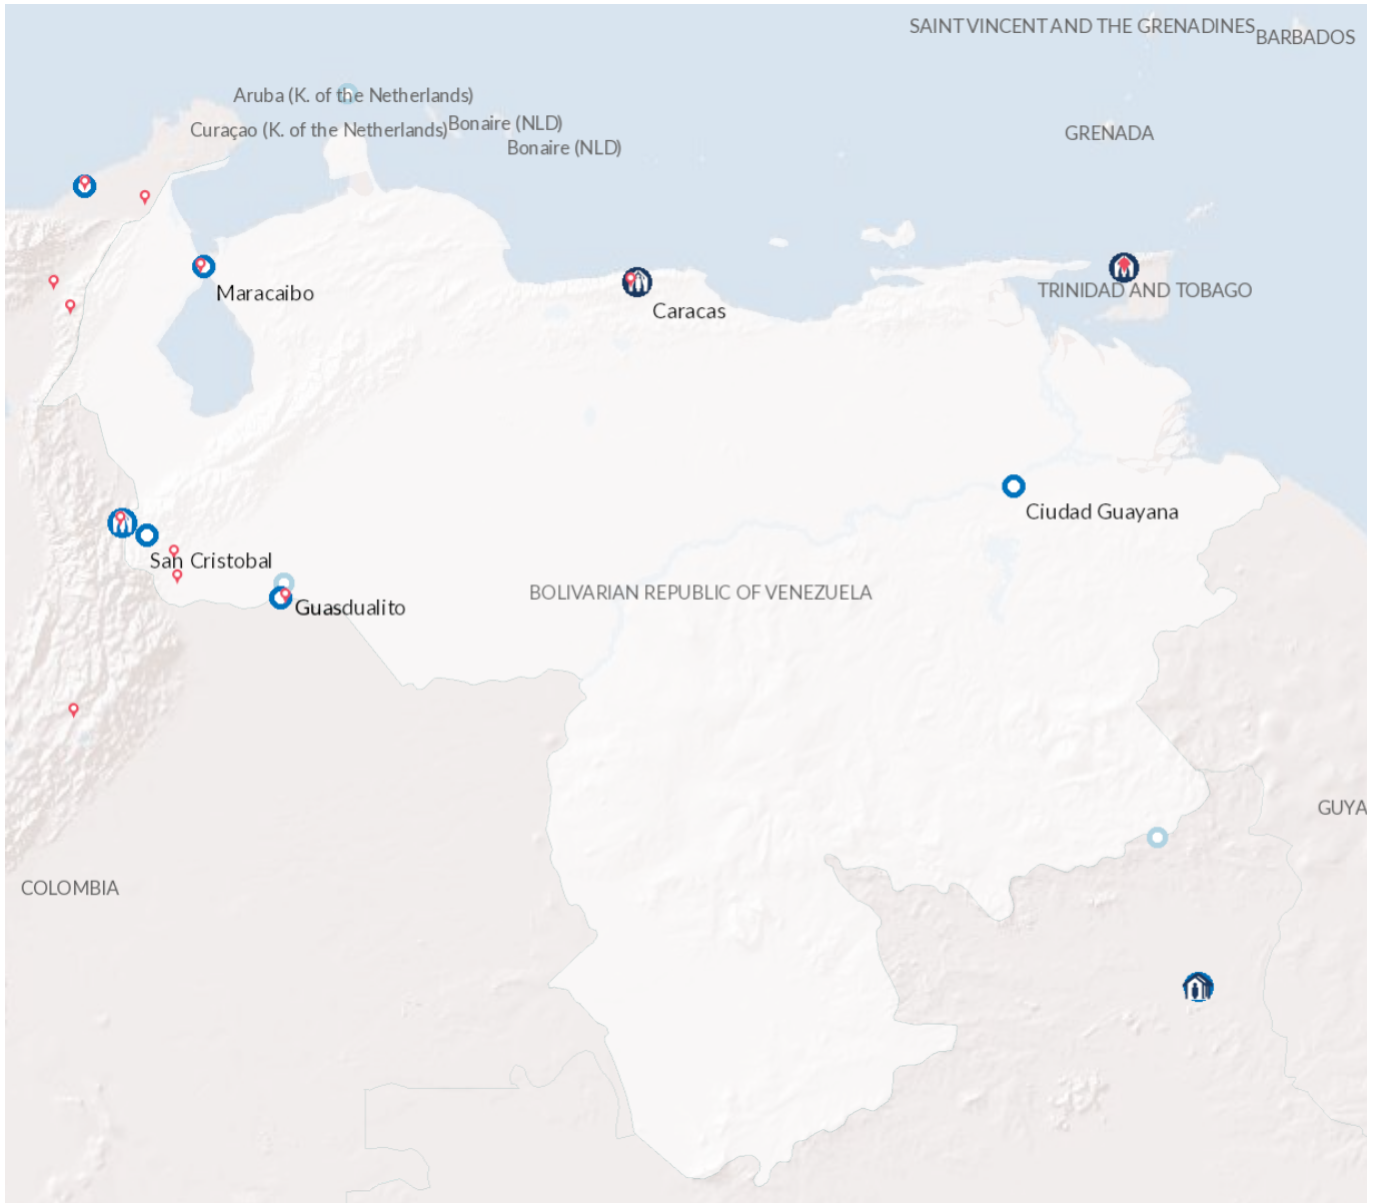 SAINT VINCENT AND THE GRENADINES
BARBADOS
Aruba (K. of the Netherlands)
Curaçao (K. of the Netherlands)
Bonaire (NLD)
Bonaire (NLD)
GRENADA
Maracaibo
Caracas
TRINIDAD AND TOBAGO
Ciudad Guayana
San Cristobal
BOLIVARIAN REPUBLIC OF VENEZUELA
Guasdualito
GUYA
COLOMBIA